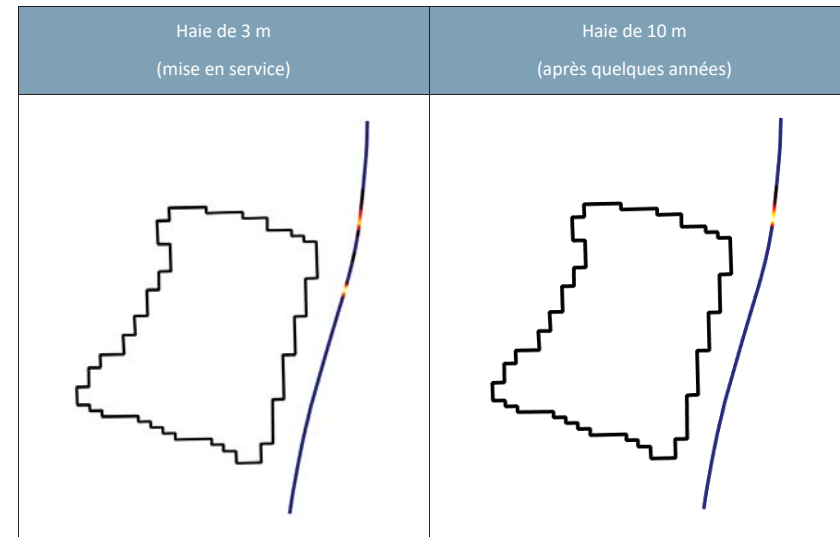 Haie de 3 m
(mise en service)
Haie de 10 m
(après quelques années)